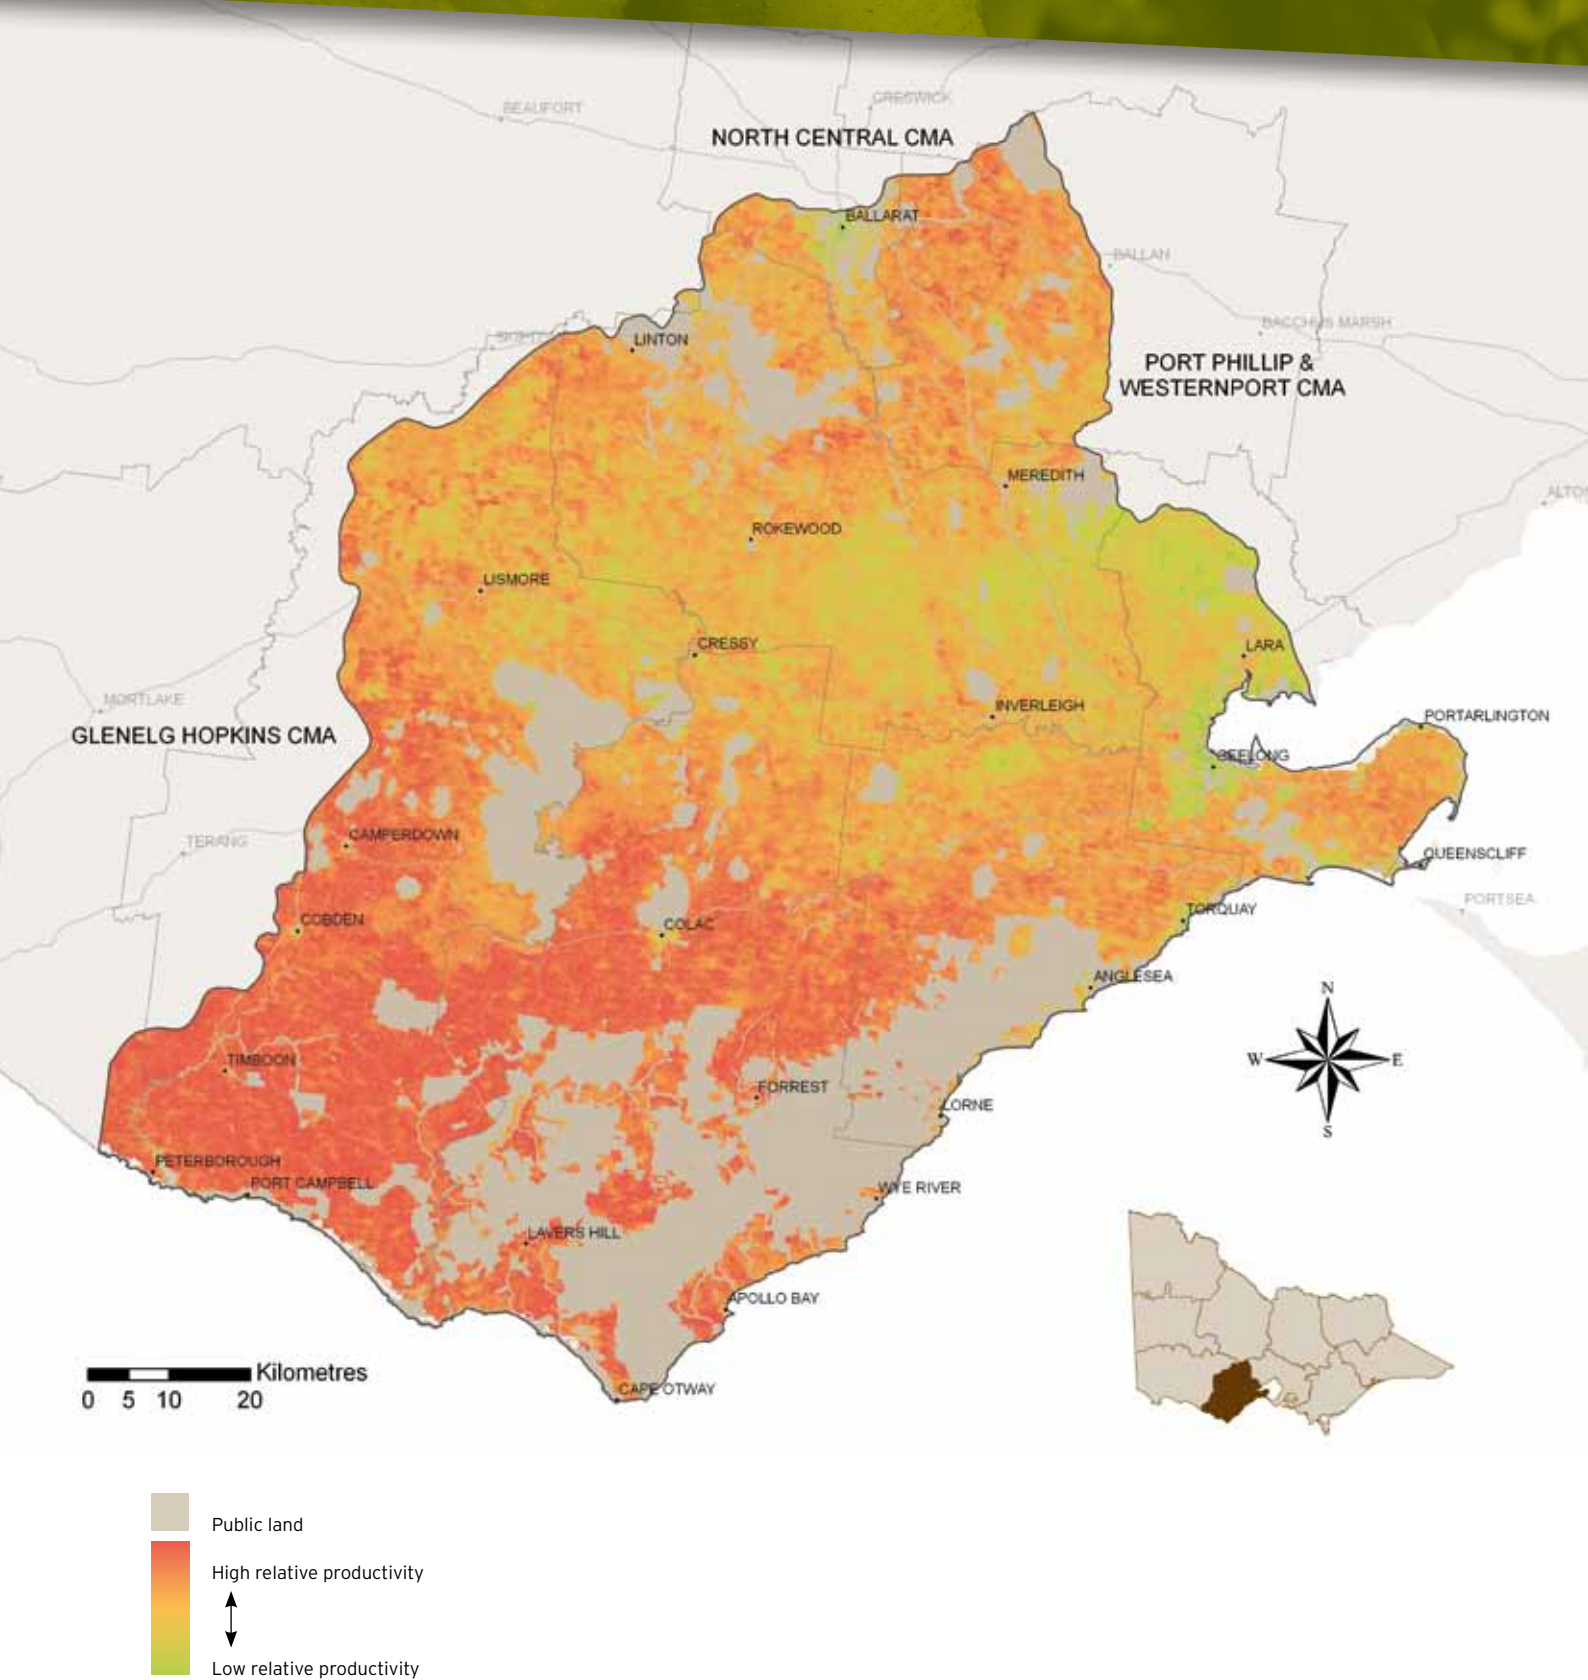 BEAUFORT
CRESWICK
NORTH CENTRAL CMA
BALLARAT
BALLAN
BACCHUS MARSH
LINTON
PORT PHILLIP &
WESTERNPORT CMA
MEREDITH
ROKEWOOD
LISMORE
CRESSY
LARA
MORTLAKE
GLENELG HOPKINS CMA
INVERLEIGH
PORTARLINGTON
GEELONG
CAMPERDOWN
TERANG
QUEENSCLIFF
PORTSEA
COBDEN
COLAC
TORQUAY
ANGLESEA
N
W
E
S
TIMBOON
FORREST
LORNE
PETERBOROUGH
PORT CAMPBELL
WYE RIVER
LAVERS HILL
APOLLO BAY
CAPE OTWAY
Kilometres
0 5 10 20
Public land
High relative productivity
Low relative productivity